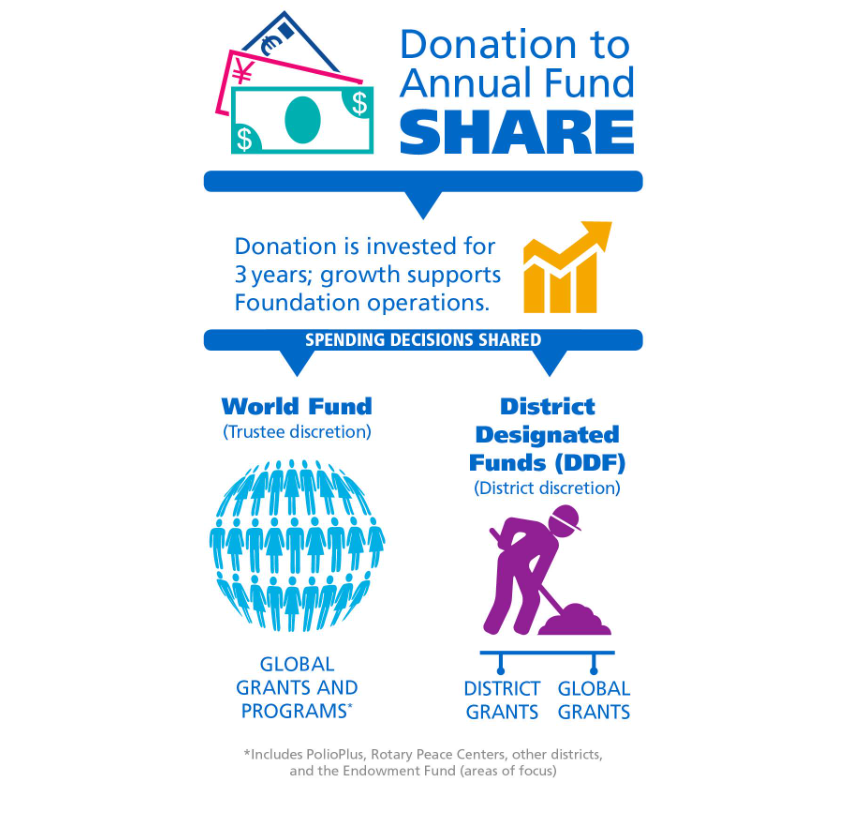 €
¥
$
$
Donation to
Annual Fund
SHARE
Donation is invested for
3 years; growth supports
Foundation operations.
SPENDING DECISIONS SHARED
World Fund
(Trustee discretion)
GLOBAL
GRANTS AND
PROGRAMS*
District
Designated
Funds (DDF)
(District discretion)
DISTRICT GLOBAL
GRANTS GRANTS
*Includes PolioPlus, Rotary Peace Centers, other districts,
and the Endowment Fund (areas of focus)